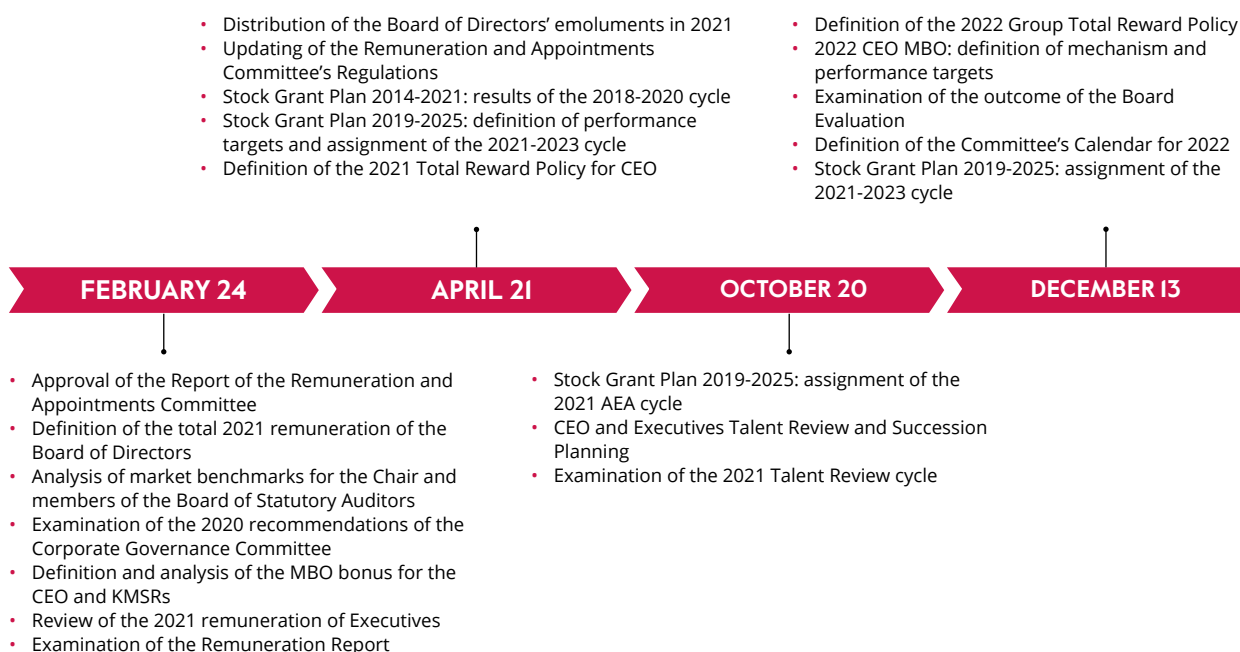 • Distribution of the Board of Directors’ emoluments in 2021
• Updating of the Remuneration and Appointments
Committee’s Regulations
• Stock Grant Plan 2014-2021: results of the 2018-2020 cycle
• Stock Grant Plan 2019-2025: definition of performance
targets and assignment of the 2021-2023 cycle
• Definition of the 2021 Total Reward Policy for CEO
• Definition of the 2022 Group Total Reward Policy
• 2022 CEO MBO: definition of mechanism and
performance targets
• Examination of the outcome of the Board
Evaluation
• Definition of the Committee’s Calendar for 2022
• Stock Grant Plan 2019-2025: assignment of the
2021-2023 cycle
FEBRUARY 24
APRIL 21
OCTOBER 20
DECEMBER 13
• Approval of the Report of the Remuneration and
Appointments Committee
• Definition of the total 2021 remuneration of the
Board of Directors
• Analysis of market benchmarks for the Chair and
members of the Board of Statutory Auditors
• Examination of the 2020 recommendations of the
Corporate Governance Committee
• Definition and analysis of the MBO bonus for the
CEO and KMSRs
• Review of the 2021 remuneration of Executives
• Examination of the Remuneration Report
• Stock Grant Plan 2019-2025: assignment of the
2021 AEA cycle
• CEO and Executives Talent Review and Succession
Planning
• Examination of the 2021 Talent Review cycle